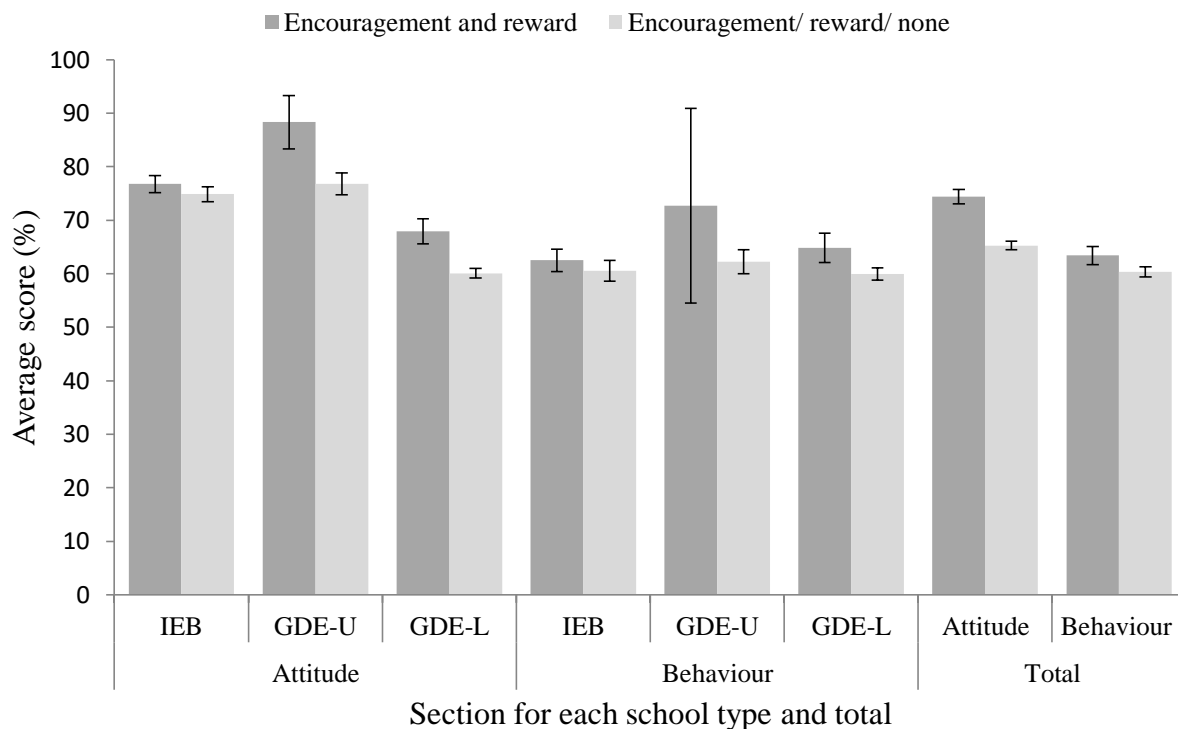 Encouragement and reward Encouragement/ reward/ none
100
90
80
70
60
50
40
30
20
10
0
Average score (%)
IEB GDE-U GDE-L IEB GDE-U GDE-L Attitude Behaviour
Attitude Behaviour Total
Section for each school type and total